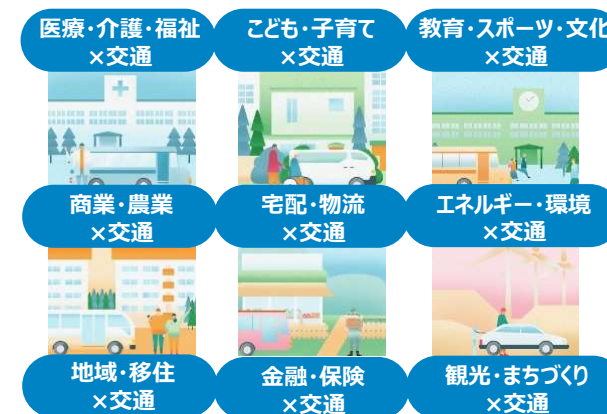 医療・介護・福祉
×交通
こども・子育て
×交通
教育・スポーツ・文化
×交通
商業・農業
×交通
宅配・物流
×交通
エネルギー・環境
×交通
地域・移住
×交通
金融・保険
×交通
観光・まちづくり
×交通